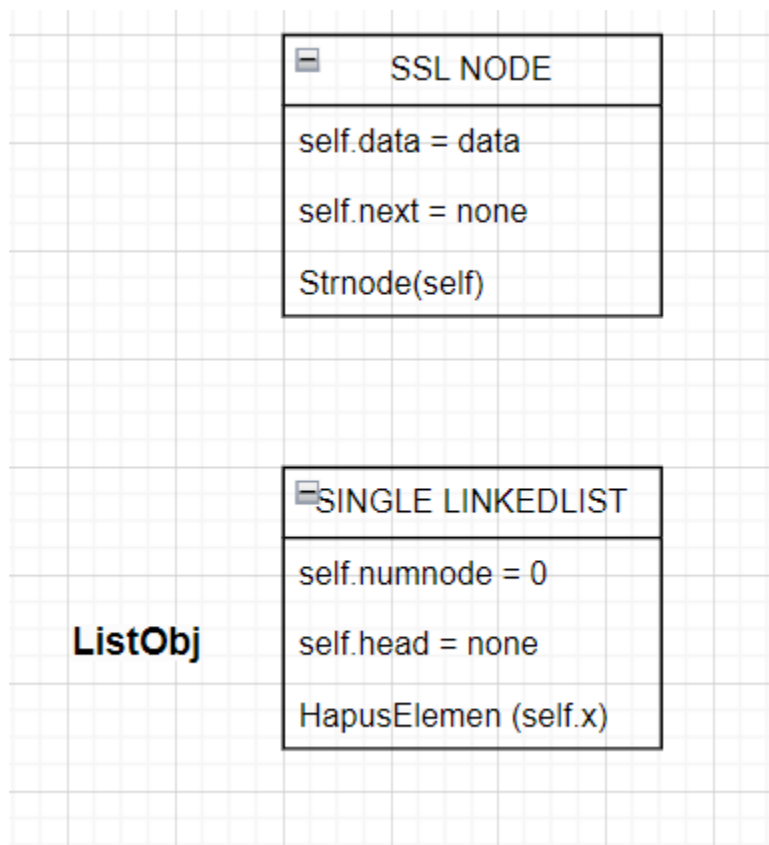 SSL NODE
self.data = data
self.next = none
Strnode(self)
SINGLE LINKEDLIST
self.numnode = 0
ListObj
self.head = none
HapusElemen (self.x)